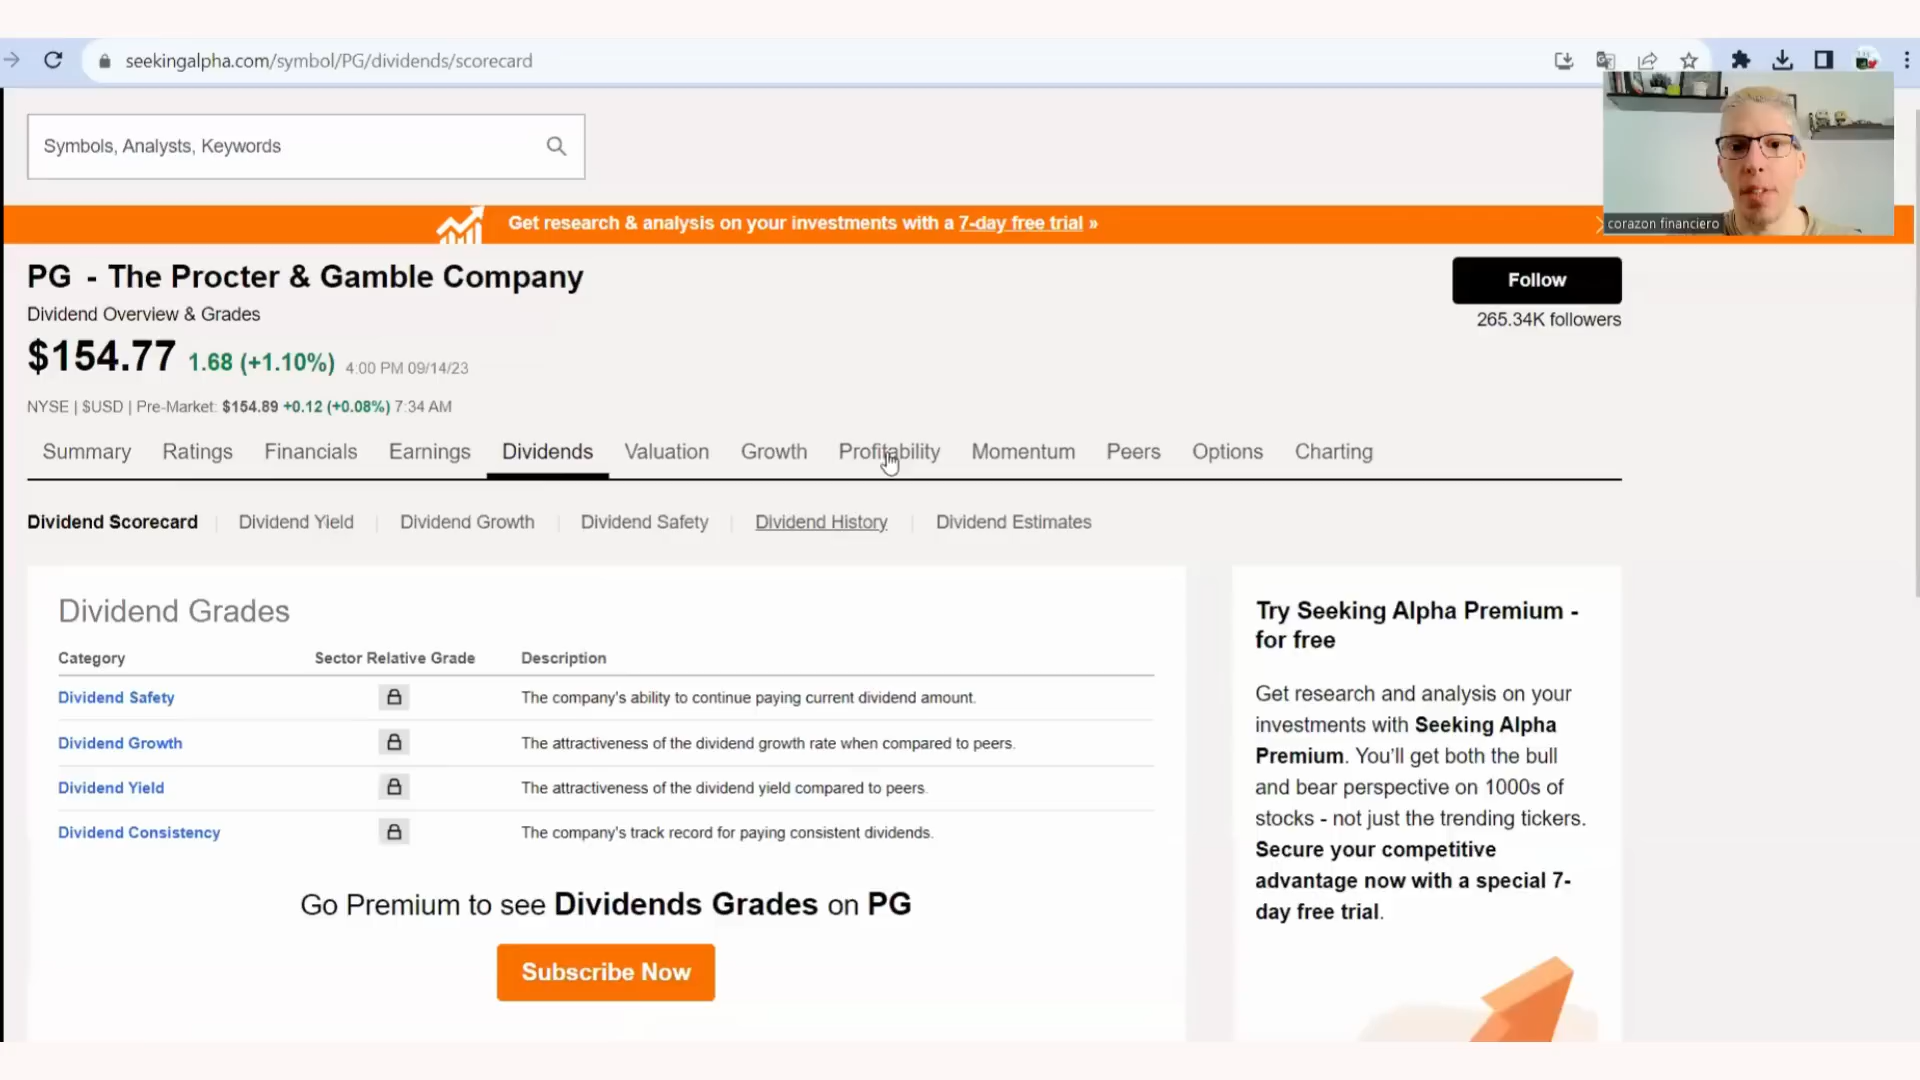 seekingalpha.com/symbol/PG/dividends/scorecard
Symbols, Analysts, Keywords
corazon financiero
Get research & analysis on your investments with a 7-day free trial »
PG - The Procter & Gamble Company
Follow
Dividend Overview & Grades
265.34K followers
$154.77 1.68 (+1.10%) 4:00 PM 09/14/23
NYSE | $USD | Pre-Market: $154.89 +0.12 (+0.08%) 7:34 AM
Summary Ratings Financials Earnings Dividends Valuation Growth Profitability Momentum Peers Options Charting
Dividend Scorecard Dividend Yield Dividend Growth Dividend Safety Dividend History Dividend Estimates
Dividend Grades
Category Sector Relative Grade Description
Dividend Safety The company's ability to continue paying current dividend amount.
Dividend Growth The attractiveness of the dividend growth rate when compared to peers.
Dividend Yield The attractiveness of the dividend yield compared to peers.
Dividend Consistency The company's track record for paying consistent dividends.
Go Premium to see Dividends Grades on PG
Subscribe Now
Try Seeking Alpha Premium -
for free
Get research and analysis on your
investments with Seeking Alpha
Premium. You'll get both the bull
and bear perspective on 1000s of
stocks - not just the trending tickers.
Secure your competitive
advantage now with a special 7-
day free trial.